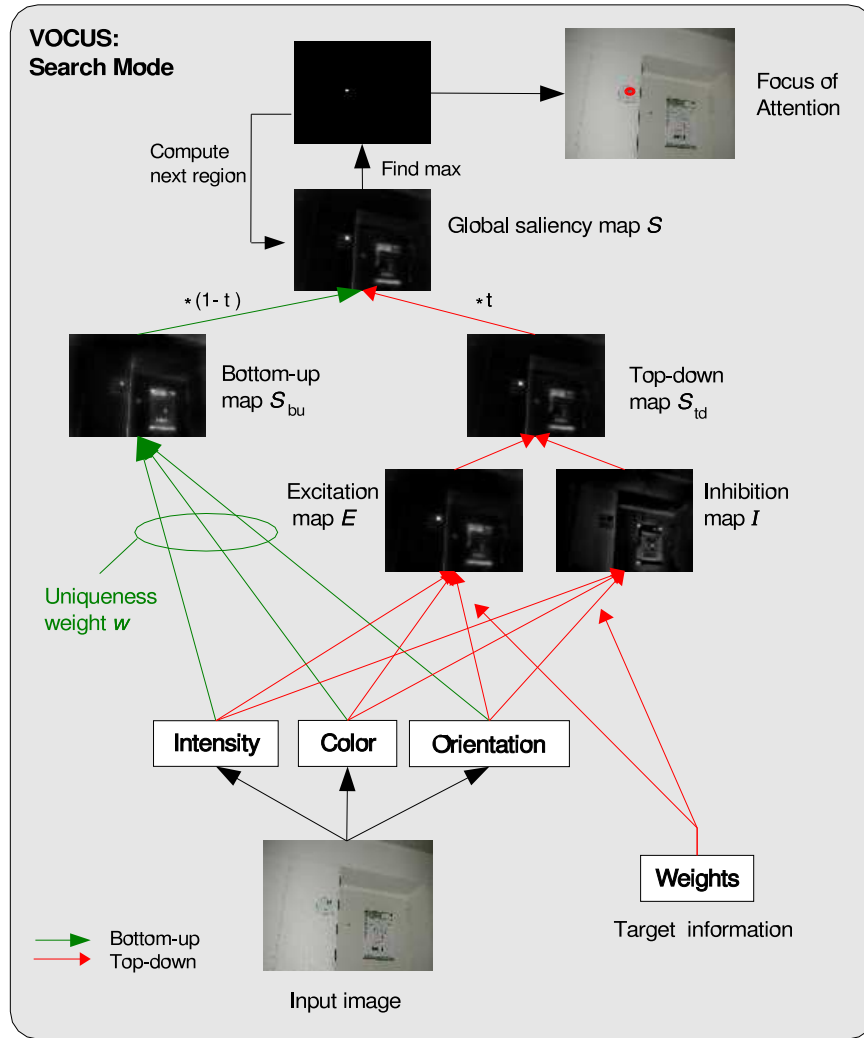 VOCUS:
Search Mode
Focus of
Attention
Compute
next region
Find max
Global saliency map S
*(1- t )
*t
Bottom-up
map S bu
Top-down
map S td
Excitation
map E
Inhibition
map I
Uniqueness
weight w
Intensity
Color
Orientation
Weights
Target information
Bottom-up
Top-down
Input image